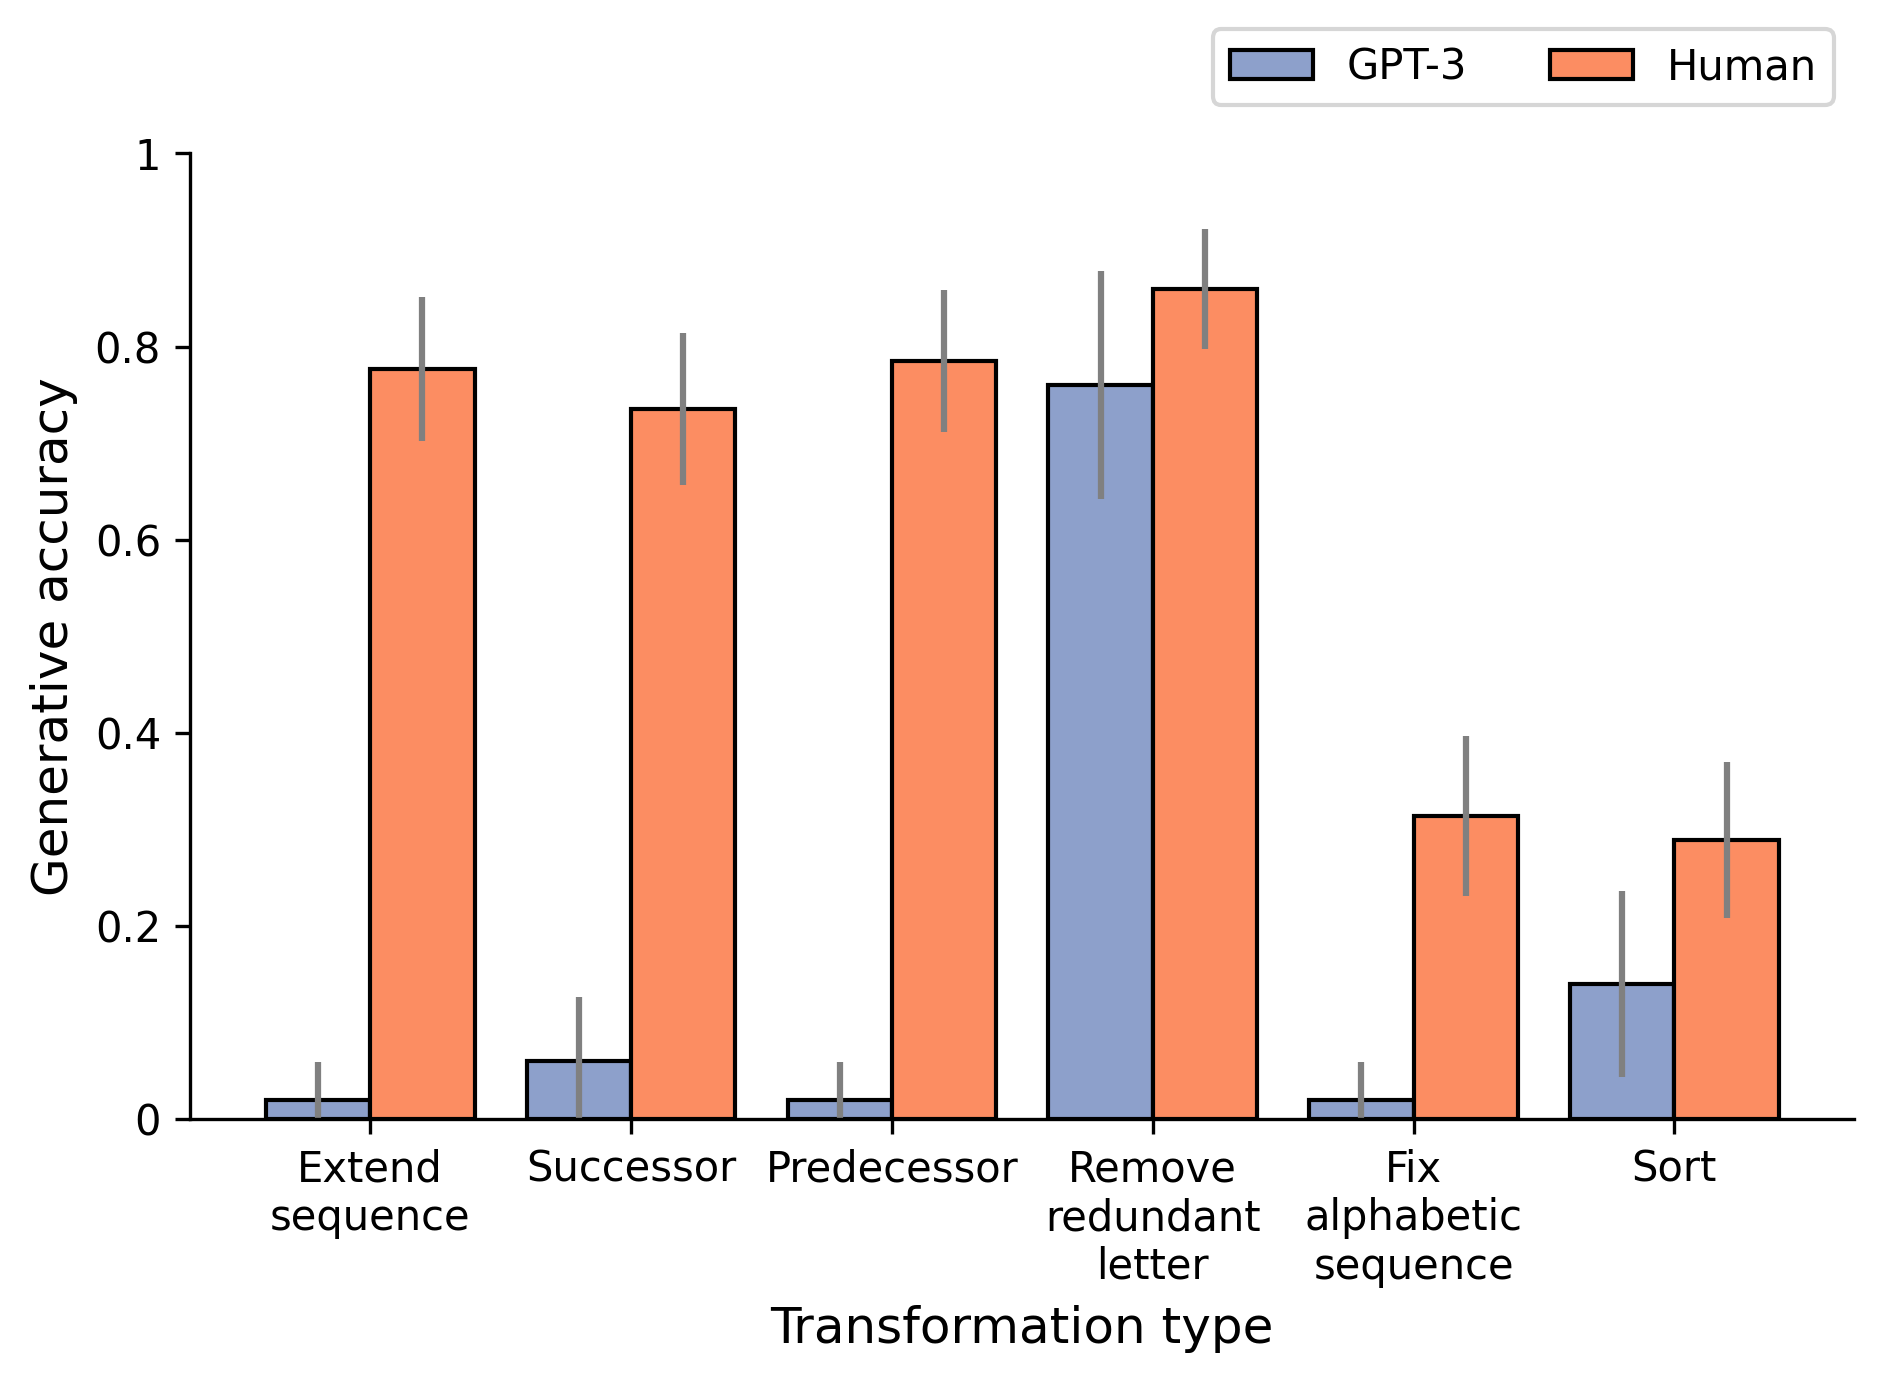 GPT-3
Human
Generative accuracy
1
0.8
0.6
0.4
0.2
0
Extend
sequence
Successor
Predecessor
Remove
redundant
letter
Fix
alphabetic
sequence
Sort
Transformation type